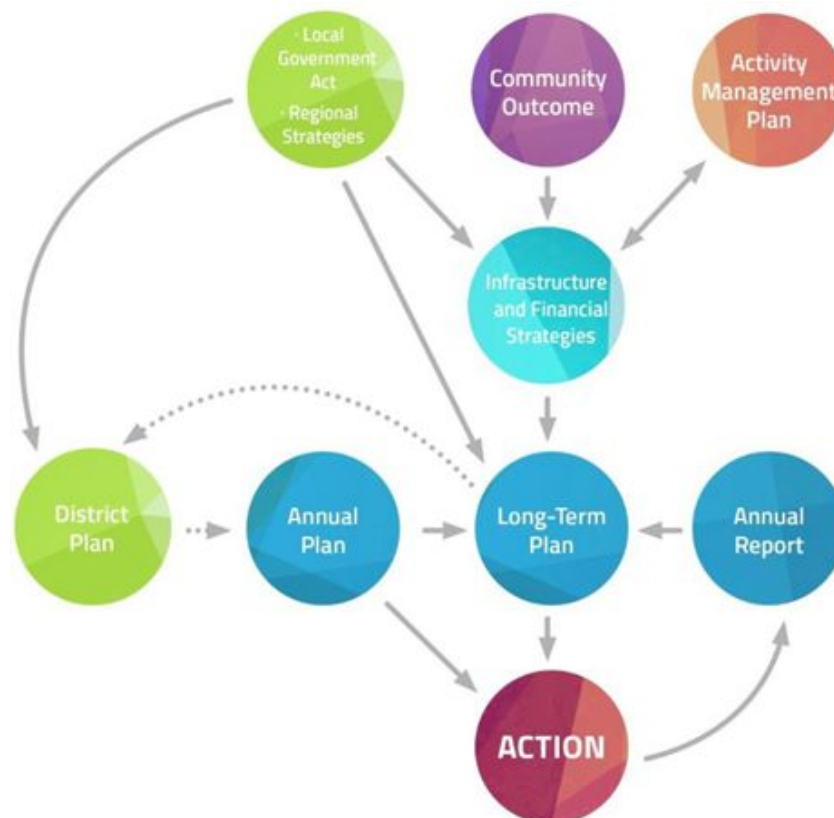 · Local
Government
Act
· Regional
Strategies
Community
Outcome
Activity
Management
Plan
Infrastructure
and Financial
Strategies
District
Plan
Annual
Plan
Long-Term
Plan
Annual
Report
ACTION